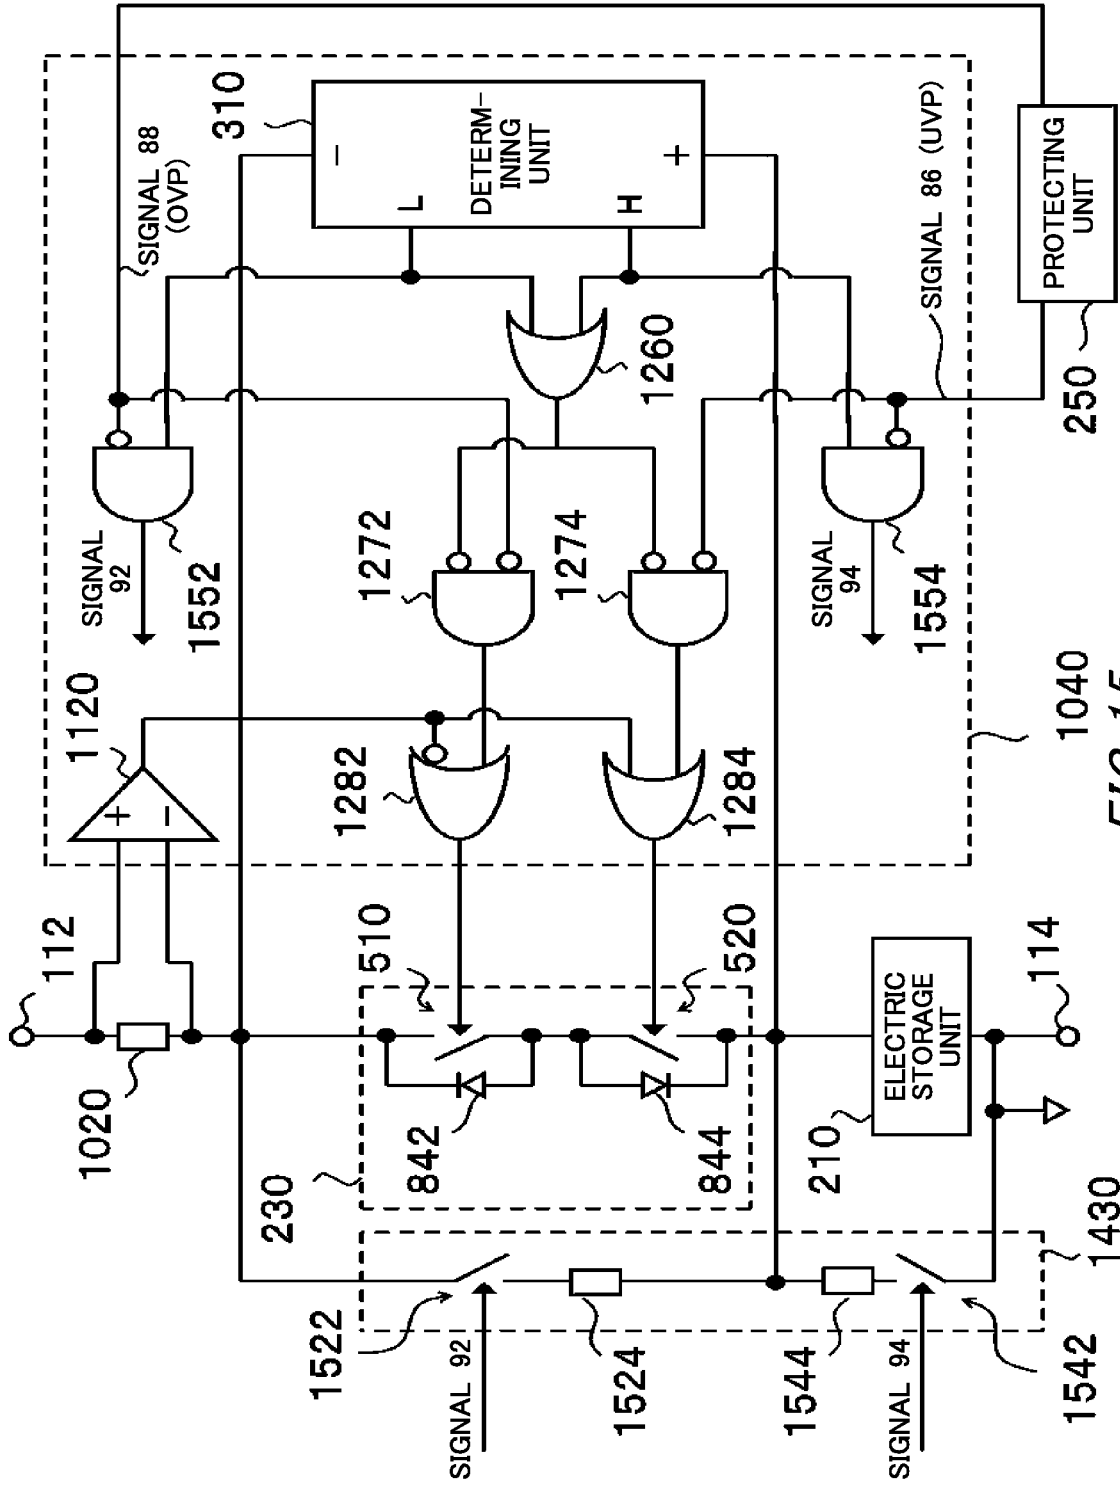 SIGNAL 88
(OVP)
310
−
L
DETERM-
INING
UNIT
H
+
SIGNAL 86 (UVP)
PROTECTING
UNIT
250
1260
SIGNAL
92
1552
1272
1274
SIGNAL
94
1554
1120
+
−
1282
1284
1040
112
510
520
ELECTRIC
STORAGE
UNIT
114
1020
230
842
844
210
1430
1522
SIGNAL 92
1524
1544
SIGNAL 94
1542